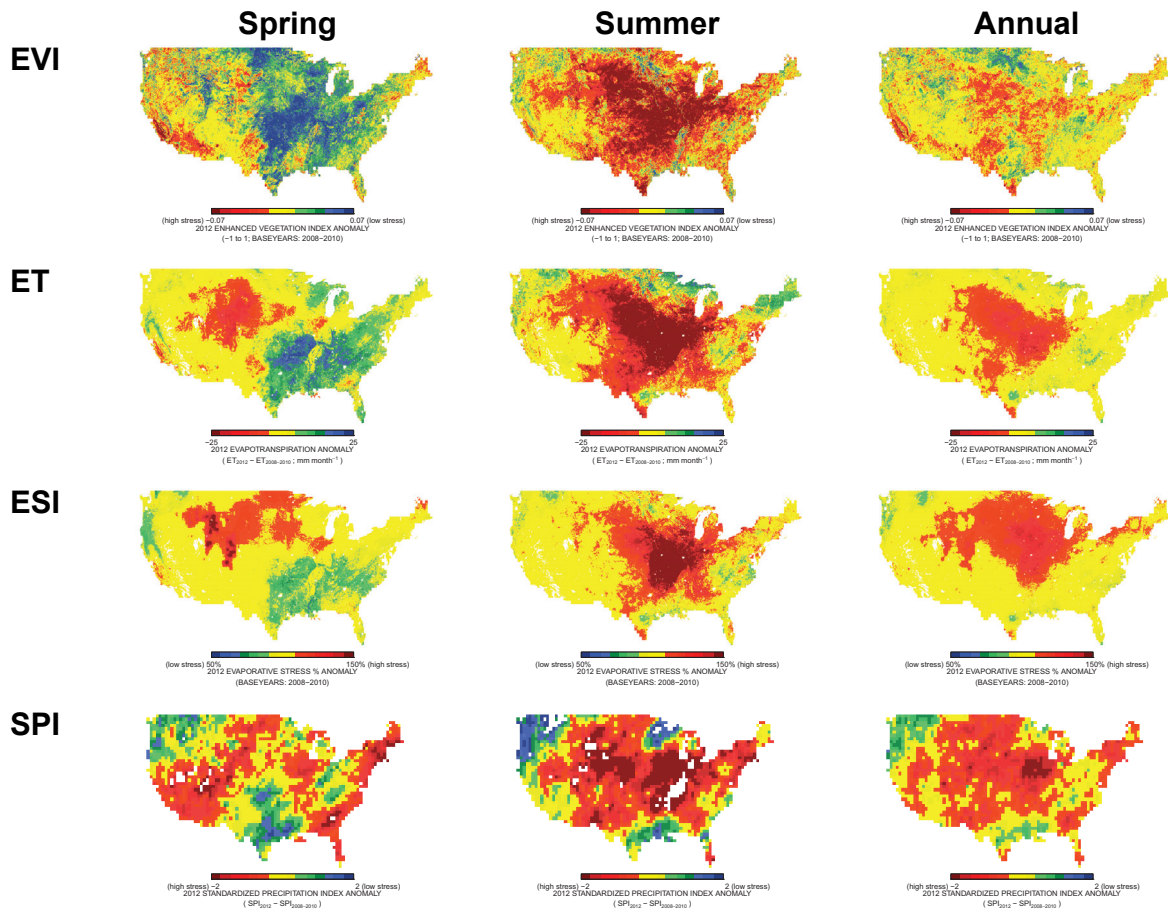 Spring Summer Annual
EVI
(high stress) −0.07 0.07 (low stress)
2012 ENHANCED VEGETATION INDEX ANOMALY
(−1 to 1; BASEYEARS: 2008−2010)
(high stress) −0.07 0.07 (low stress)
2012 ENHANCED VEGETATION INDEX ANOMALY
(−1 to 1; BASEYEARS: 2008−2010)
(high stress) −0.07 0.07 (low stress)
2012 ENHANCED VEGETATION INDEX ANOMALY
(−1 to 1; BASEYEARS: 2008−2010)
ET
−25 25
2012 EVAPOTRANSPIRATION ANOMALY
( ET2012 − ET2008−2010 ; mm month−1 )
−25 25
2012 EVAPOTRANSPIRATION ANOMALY
( ET2012 − ET2008−2010 ; mm month−1 )
−25 25
2012 EVAPOTRANSPIRATION ANOMALY
( ET2012 − ET2008−2010 ; mm month−1 )
ESI
(low stress) 50% 150% (high stress)
2012 EVAPORATIVE STRESS % ANOMALY
(BASEYEARS: 2008−2010)
(low stress) 50% 150% (high stress)
2012 EVAPORATIVE STRESS % ANOMALY
(BASEYEARS: 2008−2010)
(low stress) 50% 150% (high stress)
2012 EVAPORATIVE STRESS % ANOMALY
(BASEYEARS: 2008−2010)
SPI
(high stress) −2 2 (low stress)
2012 STANDARDIZED PRECIPITATION INDEX ANOMALY
( SPI2012 − SPI2008−2010 )
(high stress) −2 2 (low stress)
2012 STANDARDIZED PRECIPITATION INDEX ANOMALY
( SPI2012 − SPI2008−2010 )
(high stress) −2 2 (low stress)
2012 STANDARDIZED PRECIPITATION INDEX ANOMALY
( SPI2012 − SPI2008−2010 )